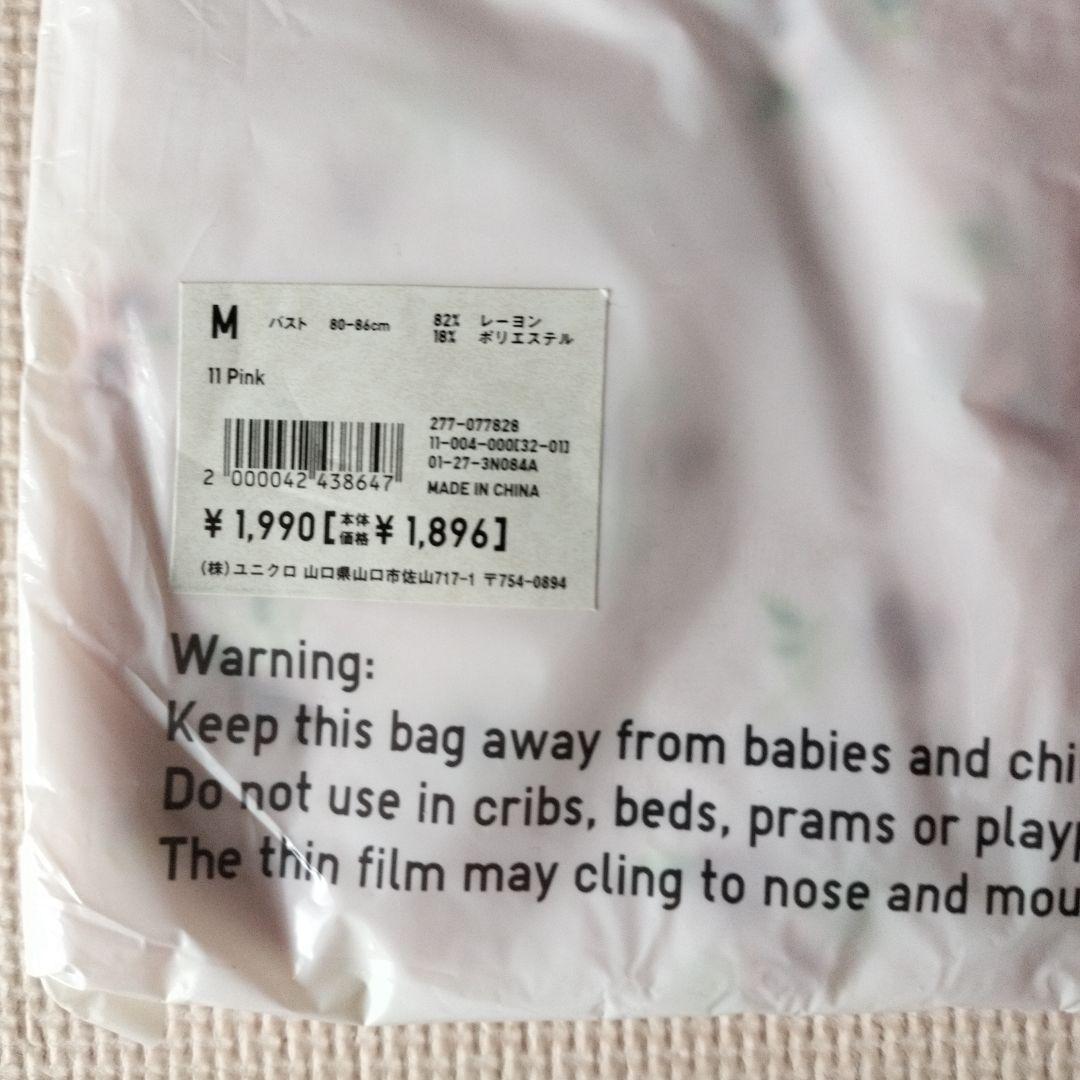 M バスト 80-86cm 82% レーヨン
18% ポリエステル
11 Pink
277-077828
11-004-000[32-01]
01-27-3N084A
MADE IN CHINA
2 000042 438647
¥ 1,990 [本体価格 ¥ 1,896]
(株)ユニクロ 山口県山口市佐山717-1 〒754-0894
Warning:
Keep this bag away from babies and chi
Do not use in cribs, beds, prams or playp
The thin film may cling to nose and mou